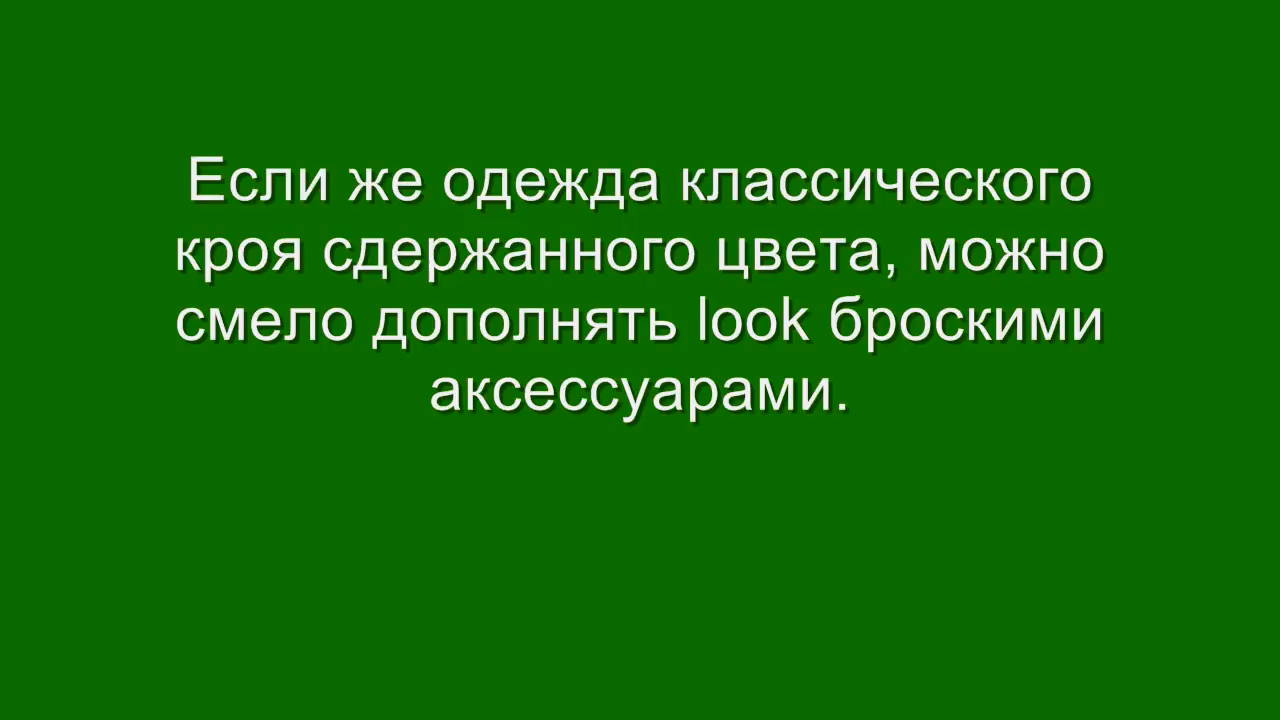 Если же одежда классического
кроя сдержанного цвета, можно
смело дополнять look броскими
аксессуарами.